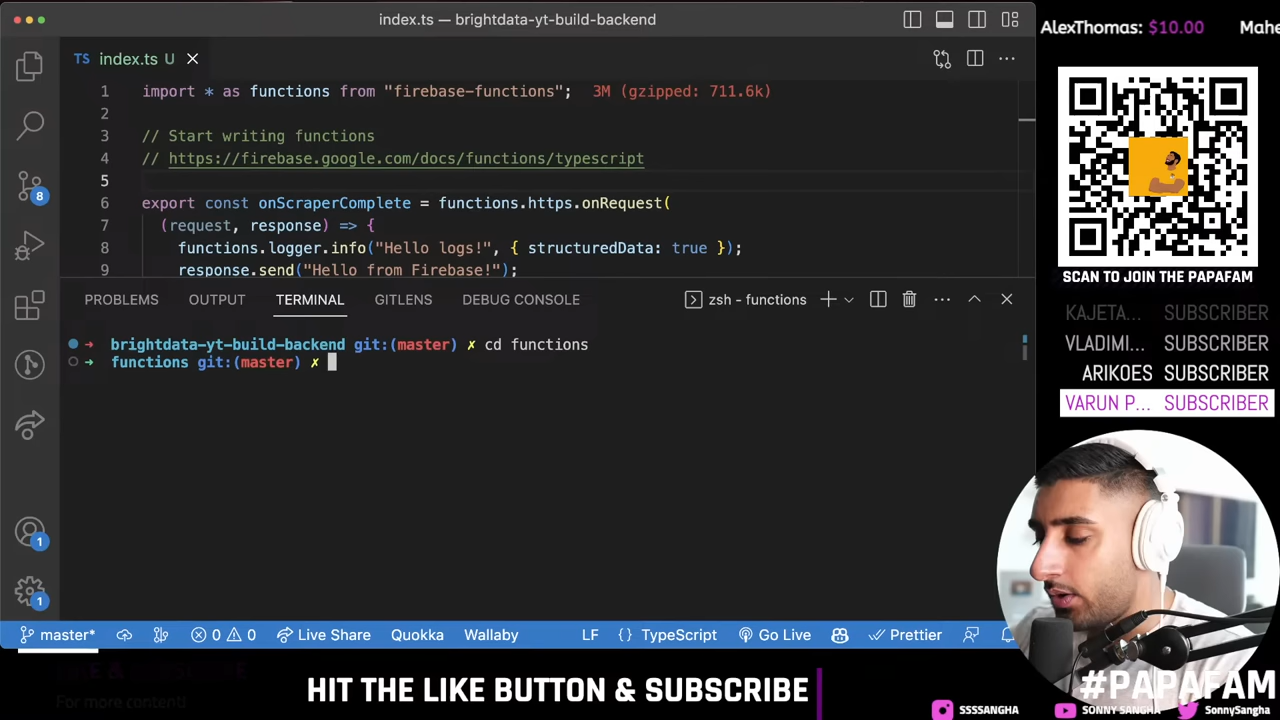 index.ts — brightdata-yt-build-backend
AlexThomas: $10.00 Mahe
TS index.ts U
1 import * as functions from "firebase-functions"; 3M (gzipped: 711.6k)
2
3 // Start writing functions
4 // https://firebase.google.com/docs/functions/typescript
5
6 export const onScraperComplete = functions.https.onRequest(
7 (request, response) => {
8 functions.logger.info("Hello logs!", { structuredData: true });
9 response.send("Hello from Firebase!");
8
PROBLEMS OUTPUT TERMINAL GITLENS DEBUG CONSOLE zsh - functions
brightdata-yt-build-backend git:(master) ✗ cd functions
functions git:(master) ✗
1
1
master* 0 0 Live Share Quokka Wallaby LF {} TypeScript Go Live Prettier
SCAN TO JOIN THE PAPAFAM
KAJETA... SUBSCRIBER
VLADIMI... SUBSCRIBER
ARIKOES SUBSCRIBER
VARUN P... SUBSCRIBER
For more content!
HIT THE LIKE BUTTON & SUBSCRIBE
#PAPAFAM
SSSSANGHA SONNY SANGHA SonnySangha